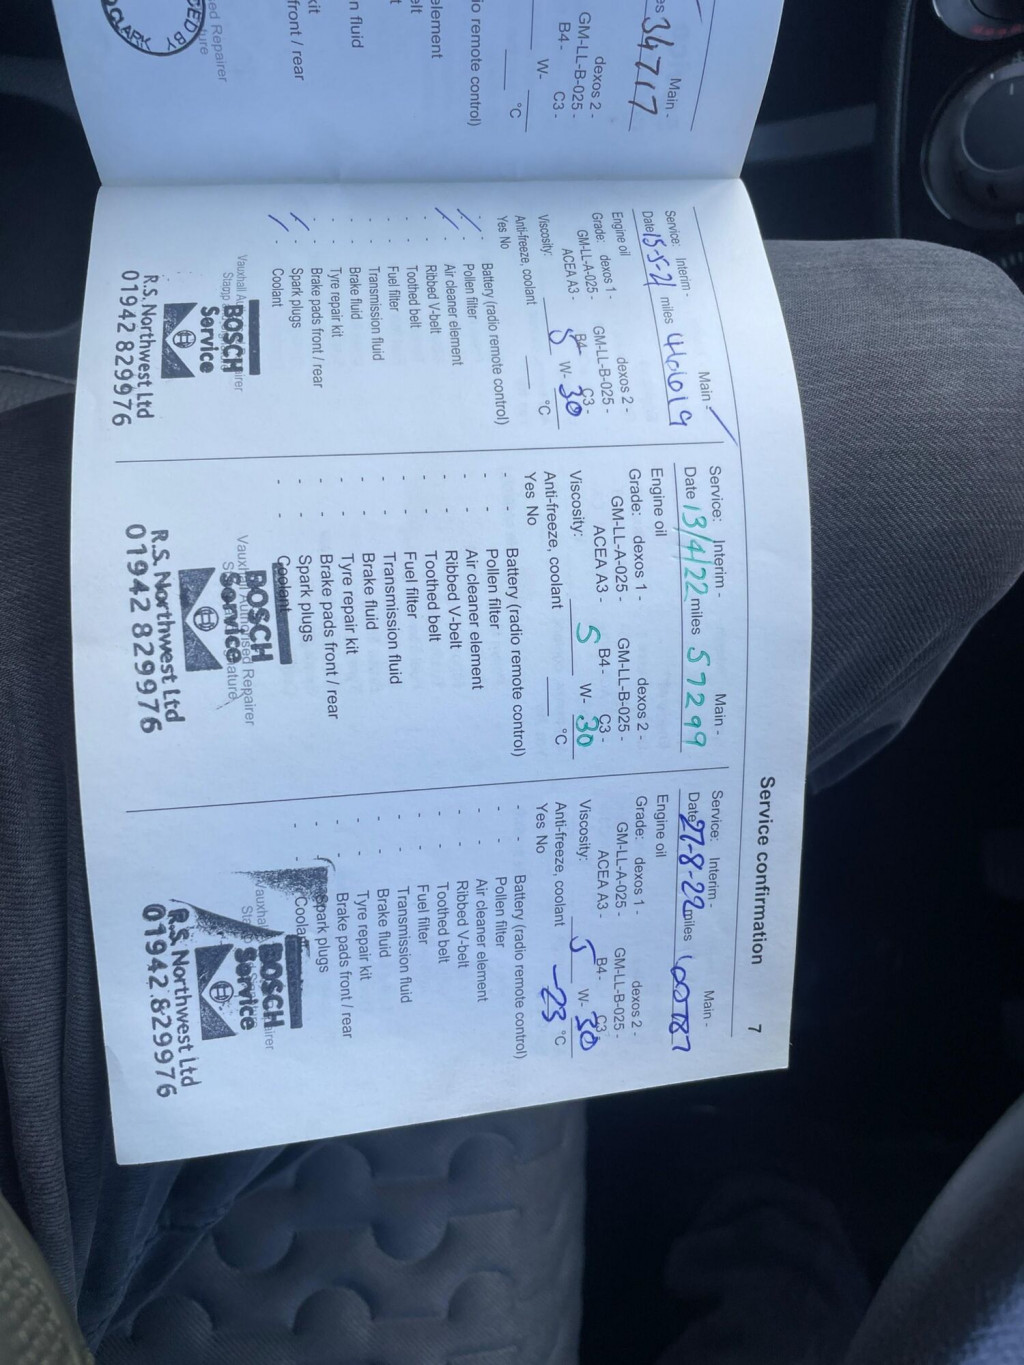 Service confirmation 7
Main -
es 34717
dexos 2 -
GM-LL-B-025 -
B4- C3 -
W-
°C
io remote control)
element
elt
t
n fluid
kit
front / rear
sed Repairer
CED BY
CLARK
Service: Interim - Main -
Date 15-5-21 miles
Engine oil
Grade: dexos 1 - dexos 2 -
GM-LL-A-025 - GM-LL-B-025 -
ACEA A3 - B4- C3 -
Viscosity: 5 W- 30
Anti-freeze, coolant °C
Yes No
- - Battery (radio remote control)
- Pollen filter
- Air cleaner element
- - Ribbed V-belt
- - Toothed belt
- - Fuel filter
- - Transmission fluid
- - Brake fluid
- - Tyre repair kit
- - Brake pads front / rear
- Spark plugs
- Coolant
BOSCH
Service
R.S. Northwest Ltd
01942 829976
Service: Interim - Main -
Date 13/4/22 miles 57299
Engine oil
Grade: dexos 1 - dexos 2 -
GM-LL-A-025 - GM-LL-B-025 -
ACEA A3 - B4- C3 -
Viscosity: 5 W- 30
Anti-freeze, coolant °C
Yes No
- - Battery (radio remote control)
- - Pollen filter
- - Air cleaner element
- - Ribbed V-belt
- - Toothed belt
- - Fuel filter
- - Transmission fluid
- - Brake fluid
- - Tyre repair kit
- - Brake pads front / rear
- - Spark plugs
- - Coolant
Vauxhall Authorised Repairer
BOSCH
Service
R.S. Northwest Ltd
01942 829976
Service: Interim - Main -
Date 27-8-22 miles
Engine oil
Grade: dexos 1 - dexos 2 -
GM-LL-A-025 - GM-LL-B-025 -
ACEA A3 - B4- C3 -
Viscosity: 5 W- 30
Anti-freeze, coolant -23 °C
Yes No
- - Battery (radio remote control)
- - Pollen filter
- - Air cleaner element
- - Ribbed V-belt
- - Toothed belt
- - Fuel filter
- - Transmission fluid
- - Brake fluid
- - Tyre repair kit
- - Brake pads front / rear
- - Spark plugs
- - Coolant
BOSCH
Service
R.S. Northwest Ltd
01942 829976